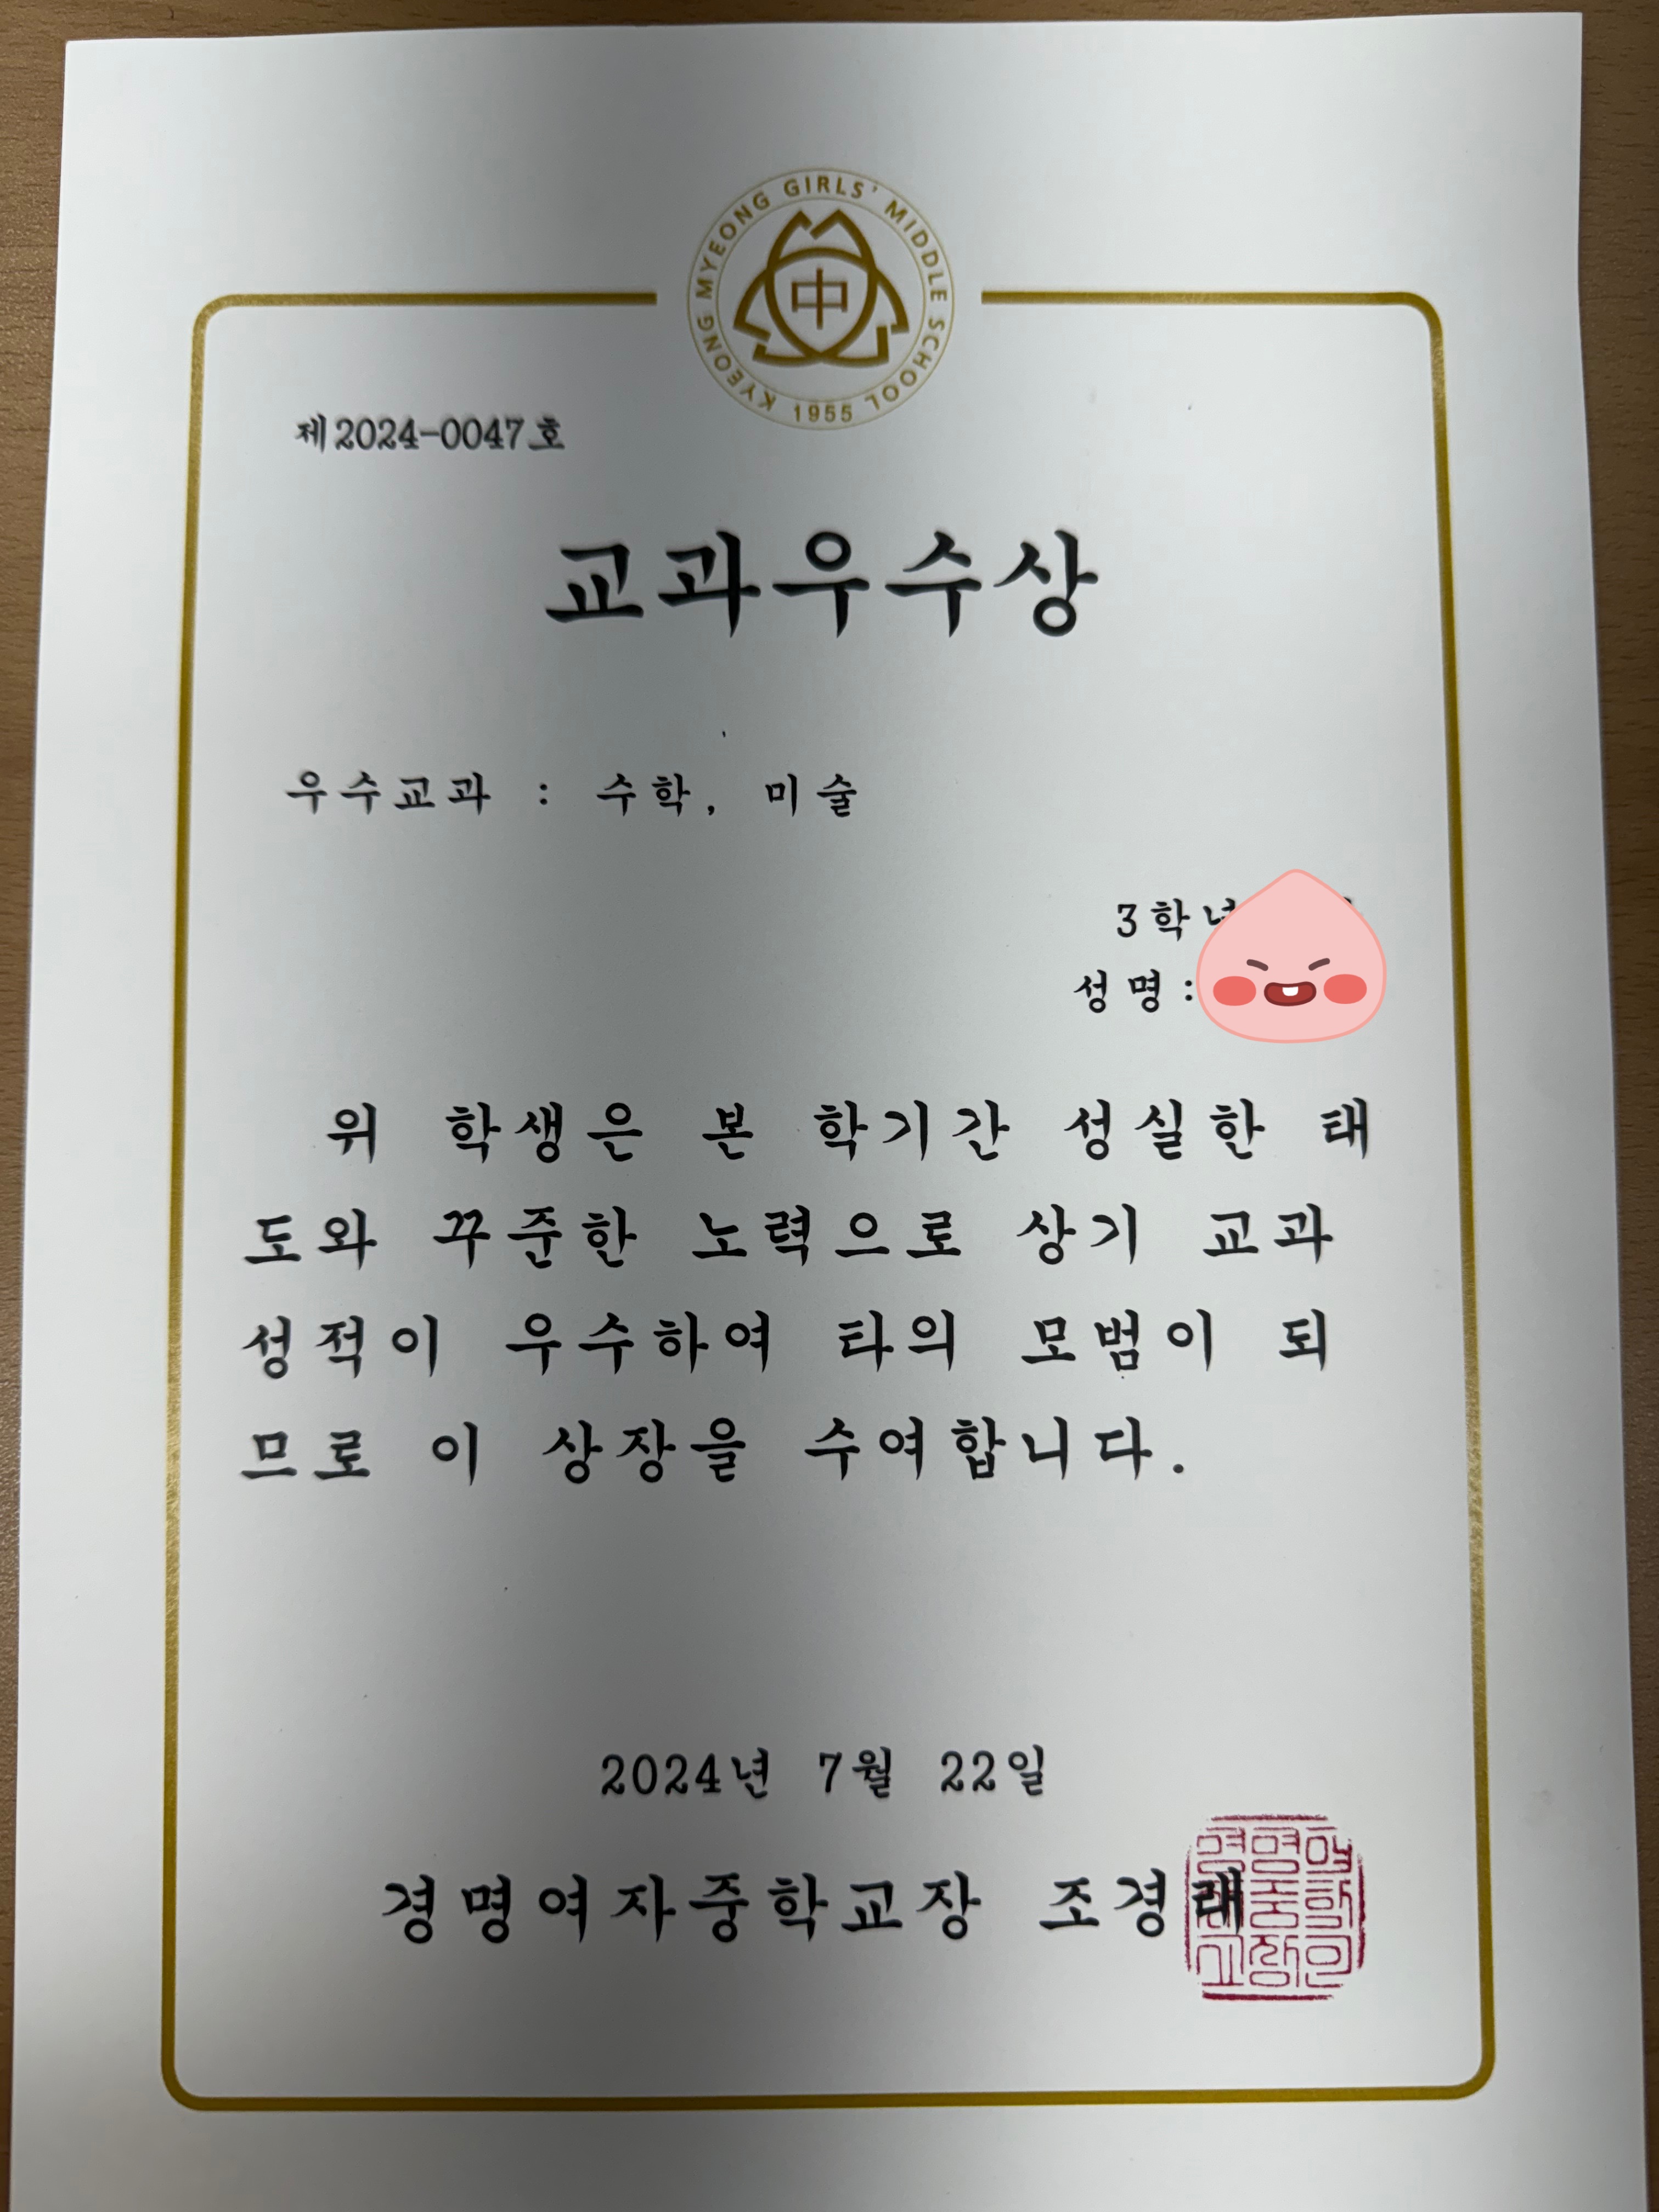 KYEONG MYEONG GIRLS' MIDDLE SCHOOL
1955
中
제2024-0047호
교과우수상
우수교과 : 수학, 미술
3학년
성명:
위 학생은 본 학기간 성실한 태
도와 꾸준한 노력으로 상기 교과
성적이 우수하여 타의 모범이 되
므로 이 상장을 수여합니다.
2024년 7월 22일
경명여자중학교장 조경태